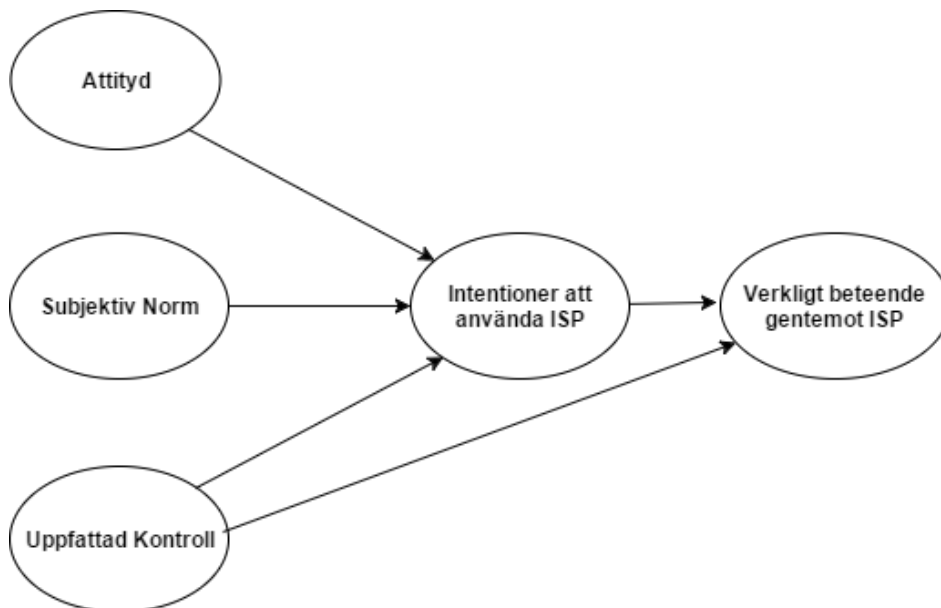 Attityd
Subjektiv Norm
Intentioner att
använda ISP
Verkligt beteende
gentemot ISP
Uppfattad Kontroll